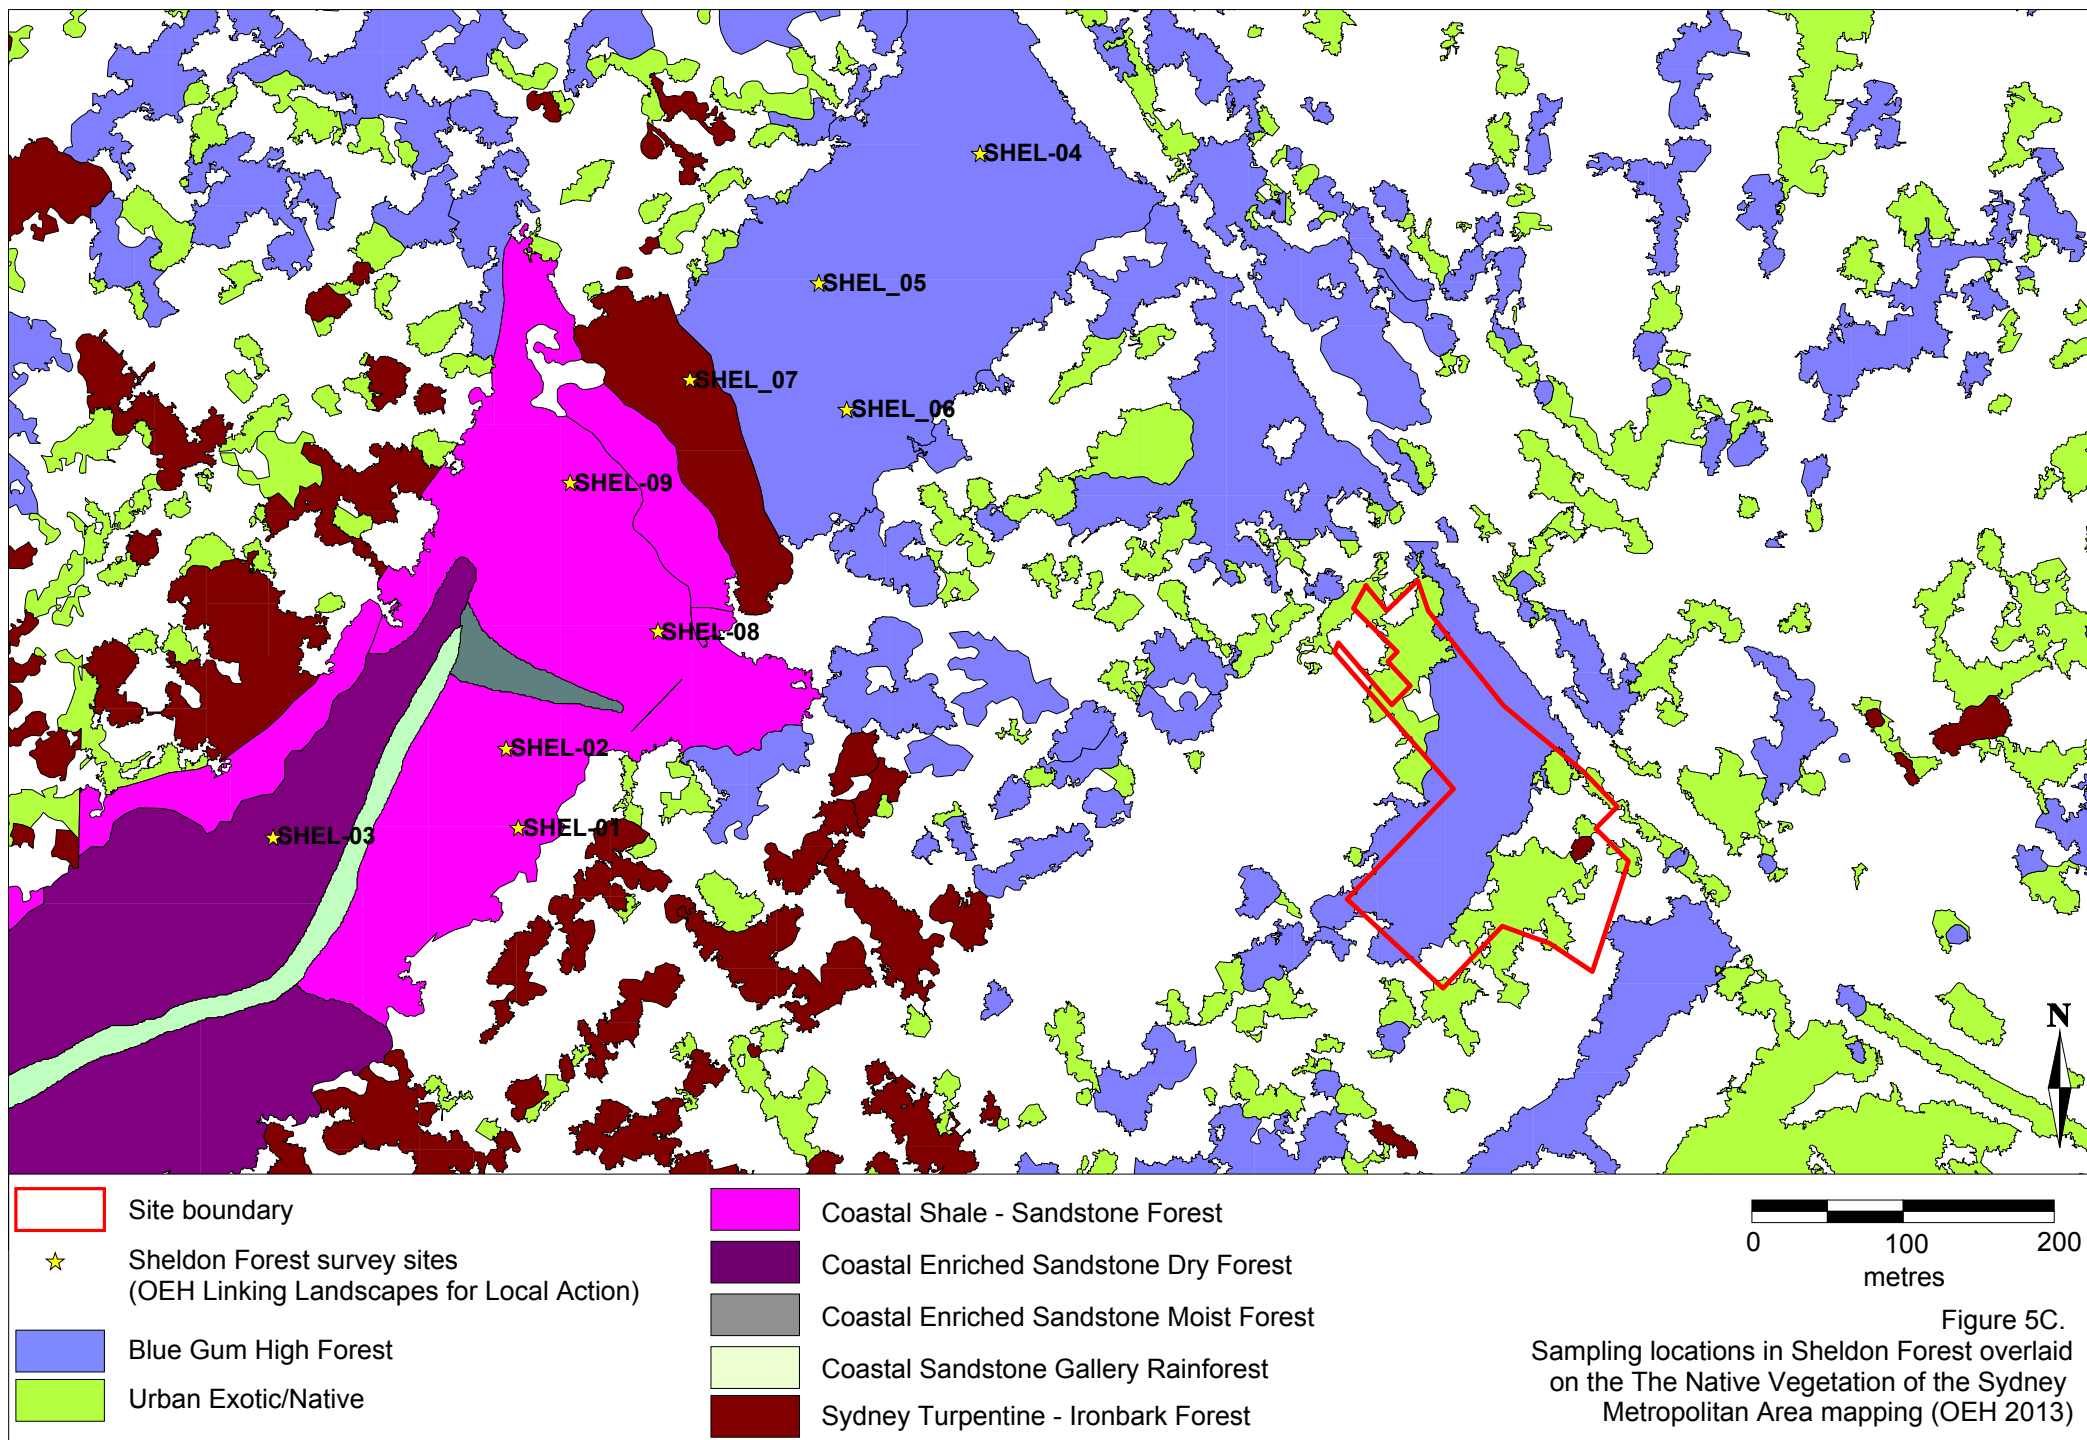 SHEL-04
SHEL_05
SHEL_07
SHEL_06
SHEL-09
SHEL-08
SHEL-02
SHEL-01
SHEL-03
N
Site boundary
Sheldon Forest survey sites
(OEH Linking Landscapes for Local Action)
Blue Gum High Forest
Urban Exotic/Native
Coastal Shale - Sandstone Forest
Coastal Enriched Sandstone Dry Forest
Coastal Enriched Sandstone Moist Forest
Coastal Sandstone Gallery Rainforest
Sydney Turpentine - Ironbark Forest
0 100 200
metres
Figure 5C.
Sampling locations in Sheldon Forest overlaid
on the The Native Vegetation of the Sydney
Metropolitan Area mapping (OEH 2013)